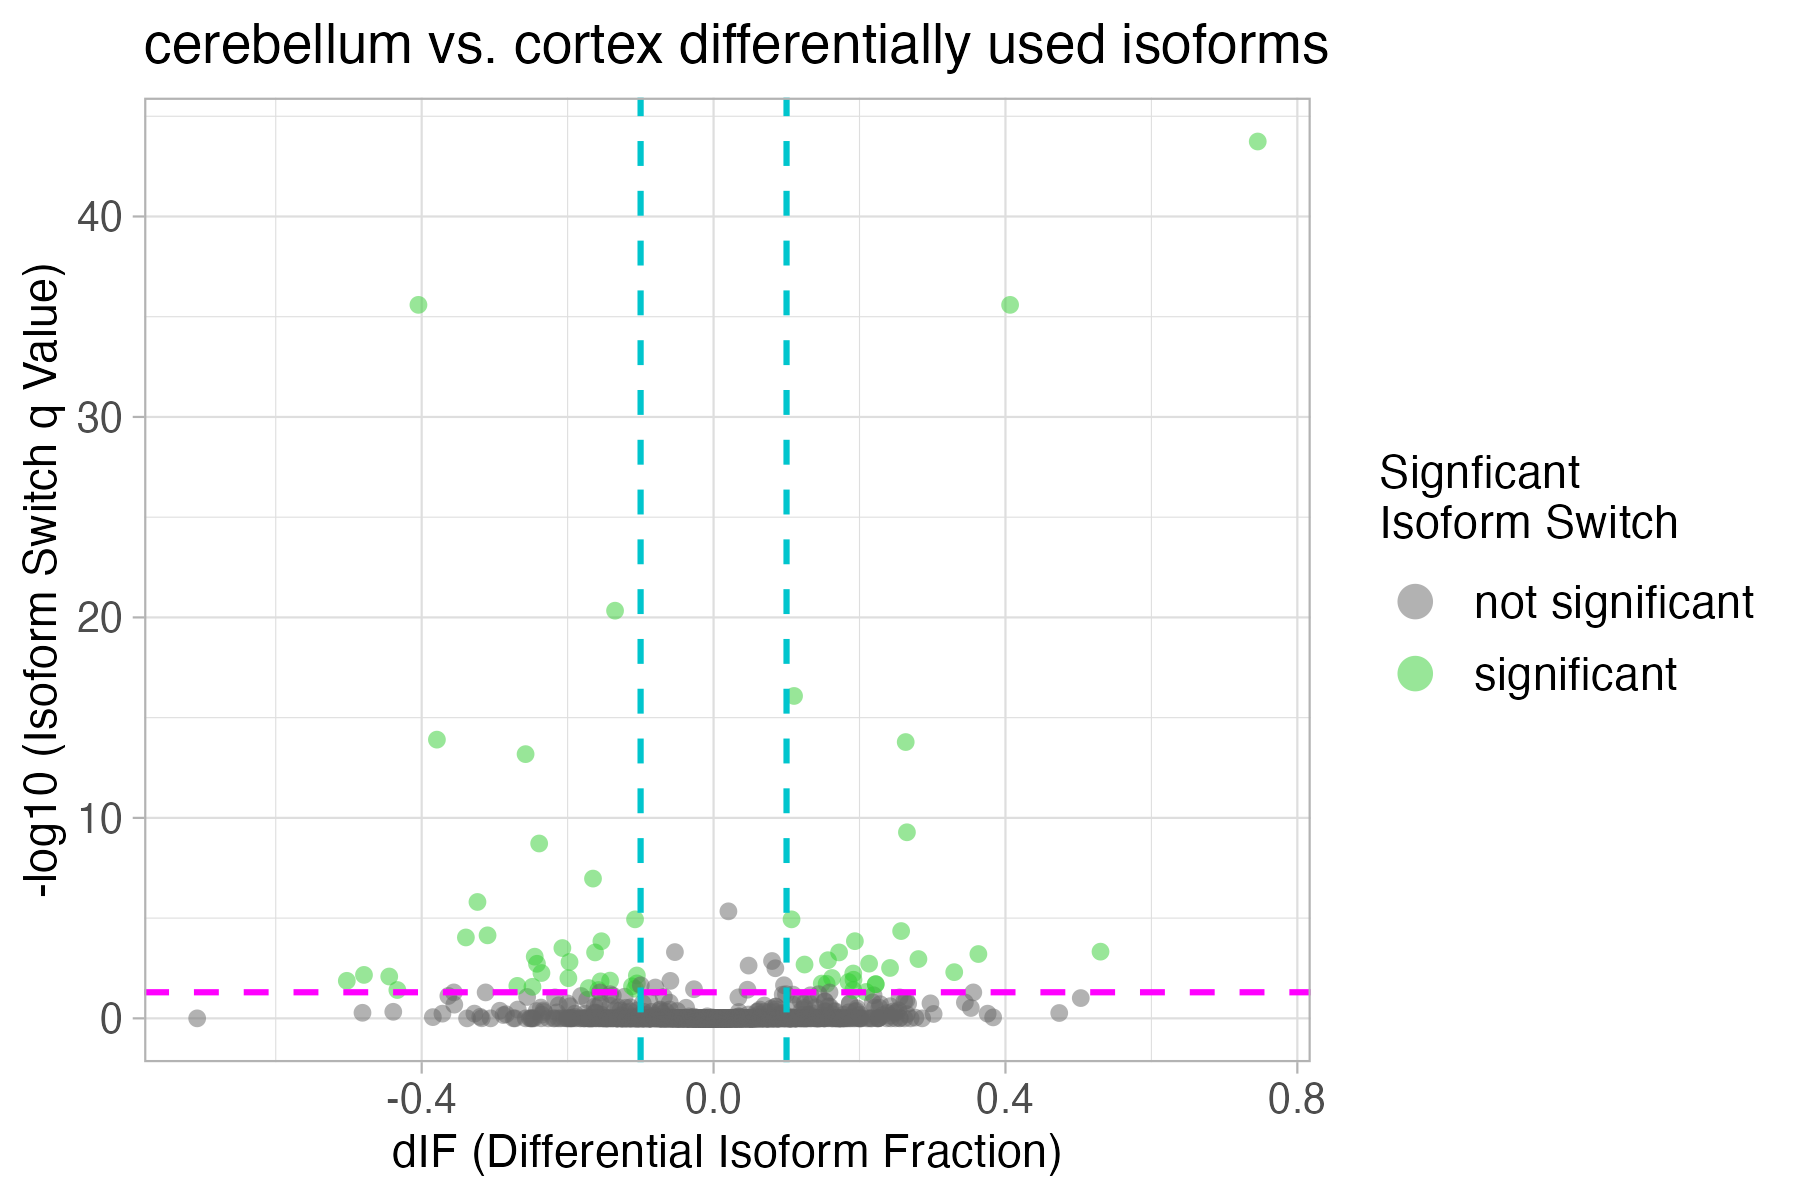 cerebellum vs. cortex differentially used isoforms
-log10 (Isoform Switch q Value)
40
30
20
10
0
-0.4
0.0
0.4
0.8
dIF (Differential Isoform Fraction)
Signficant
Isoform Switch
not significant
significant